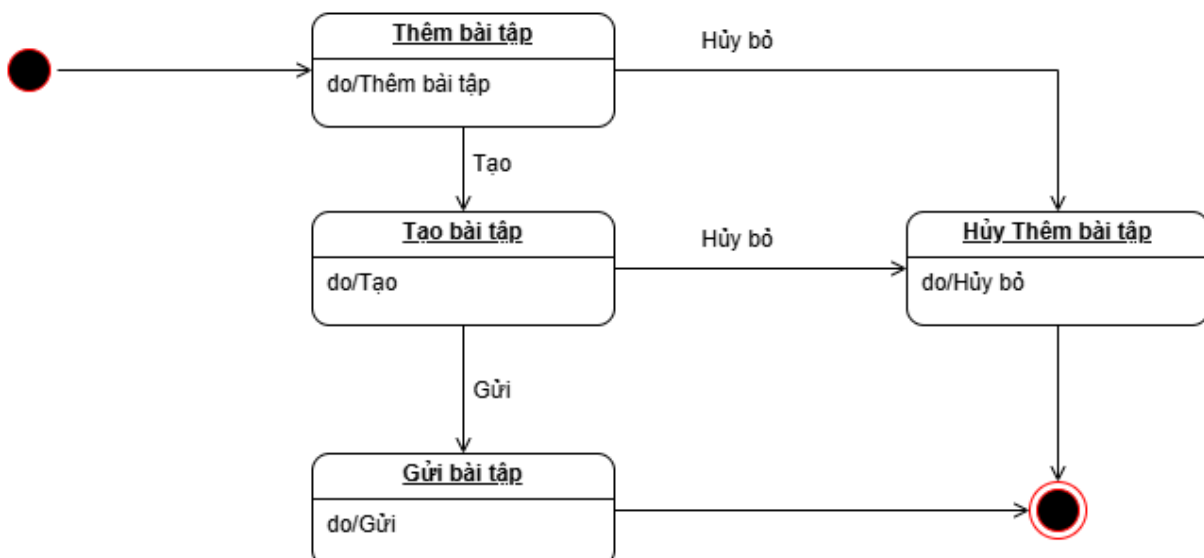 Thêm bài tập
do/Thêm bài tập
Hủy bỏ
Tạo
Tạo bài tập
do/Tạo
Hủy bỏ
Hủy Thêm bài tập
do/Hủy bỏ
Gửi
Gửi bài tập
do/Gửi